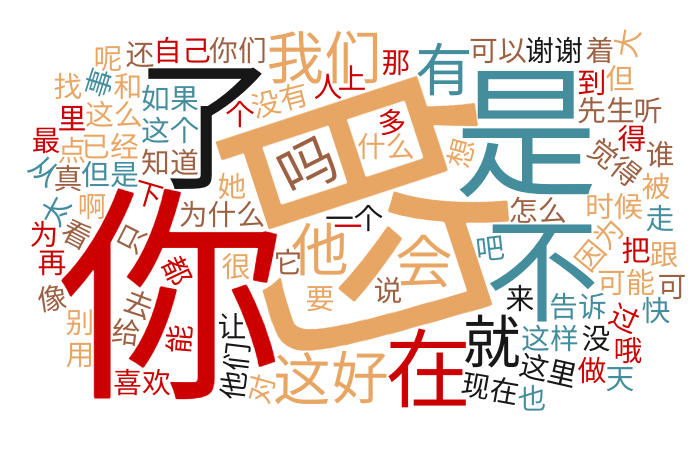 呢 还 自己 你们 我们 那 有 可以 谢谢 着 大
找 事 和 了 个 没有 人 上 是 到 但
里 这么 如果 的 多 先生 听
最 点 已经 这个 吗 什么 想 觉得 得 谁
真 但是 知道 她 被
太 啊 下 为什么 一个 一 怎么 时候 走
为 看 只 你 都 很 它 他 会 吧 不 因为 把 跟
再 像 去 要 说 来 可能 可
别 给 能 让 就 告诉 过 快
用 他们 这 好 在 这样 没 哦
喜欢 对 现在 这里 也 做 天